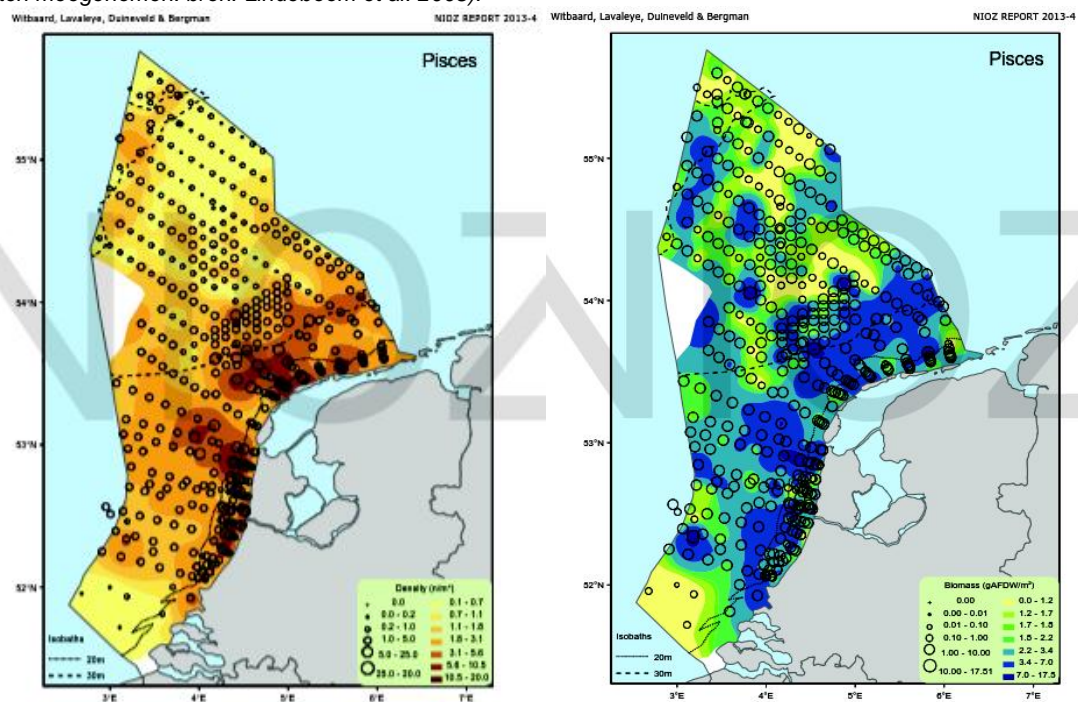 Witbaard, Lavaleye, Duineveld & Bergman NIOZ REPORT 2013-4
Pisces
55°N
54°N
53°N
52°N
3°E 4°E 5°E 6°E 7°E
Isobaths
20m
30m
Density (n/m²)
0.0 0.1 - 0.7
0.0 - 0.2 0.7 - 1.1
0.2 - 1.0 1.1 - 1.8
1.0 - 5.0 1.8 - 3.1
5.0 - 25.0 3.1 - 5.6
25.0 - 20.0 5.6 - 10.5
10.5 - 20.0
Witbaard, Lavaleye, Duineveld & Bergman NIOZ REPORT 2013-4
Pisces
55°N
54°N
53°N
52°N
3°E 4°E 5°E 6°E 7°E
Isobaths
20m
30m
Biomass (gAFDW/m²)
0.00 0.0 - 1.2
0.00 - 0.01 1.2 - 1.7
0.01 - 0.10 1.7 - 1.8
0.10 - 1.00 1.8 - 2.2
1.00 - 10.00 2.2 - 3.4
10.00 - 17.51 3.4 - 7.0
7.0 - 17.5
NIOZ
NIOZ